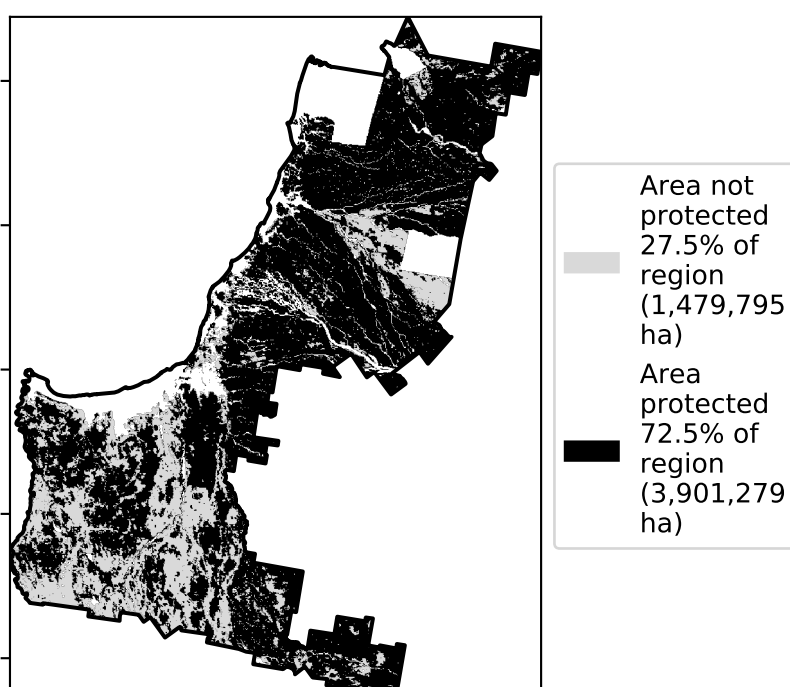 Area not
protected
27.5% of
region
(1,479,795
ha)
Area
protected
72.5% of
region
(3,901,279
ha)